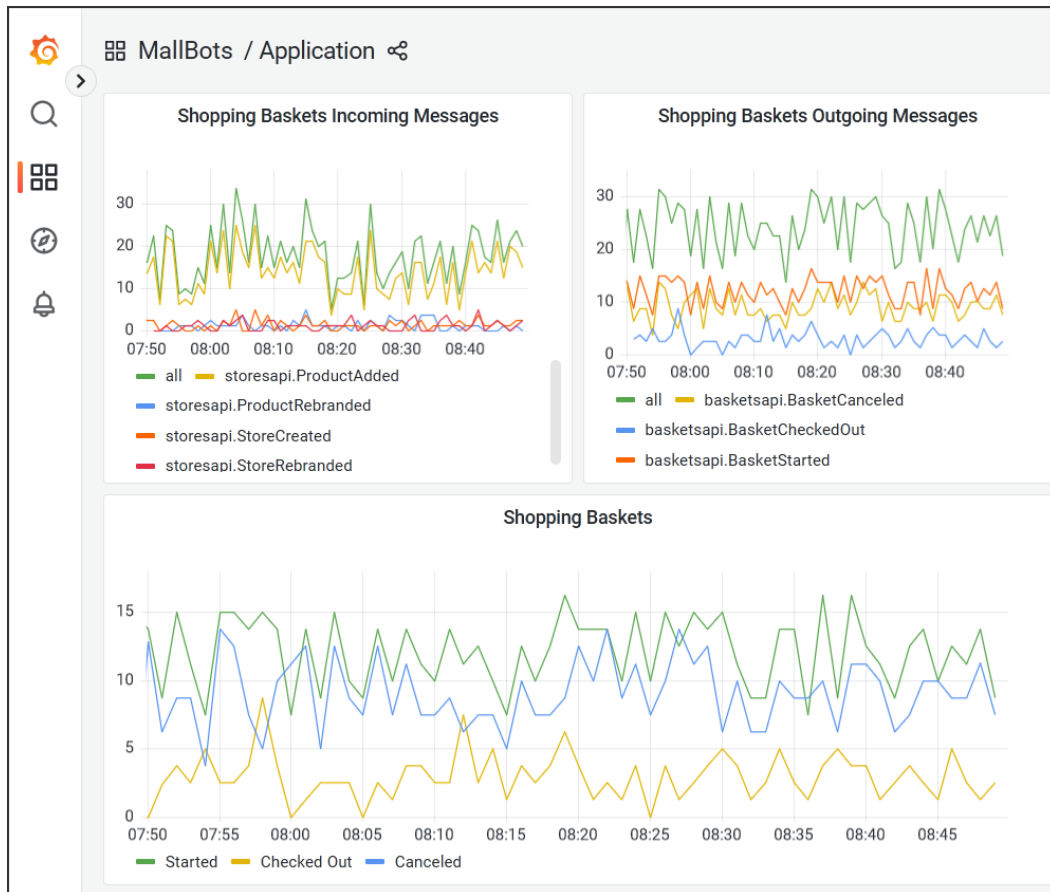 MallBots / Application
Shopping Baskets Incoming Messages
30
20
10
0
07:50 08:00 08:10 08:20 08:30 08:40
all storesapi.ProductAdded
storesapi.ProductRebranded
storesapi.StoreCreated
storesapi.StoreRebranded
Shopping Baskets Outgoing Messages
30
20
10
0
07:50 08:00 08:10 08:20 08:30 08:40
all basketsapi.BasketCanceled
basketsapi.BasketCheckedOut
basketsapi.BasketStarted
Shopping Baskets
15
10
5
0
07:50 07:55 08:00 08:05 08:10 08:15 08:20 08:25 08:30 08:35 08:40 08:45
Started Checked Out Canceled